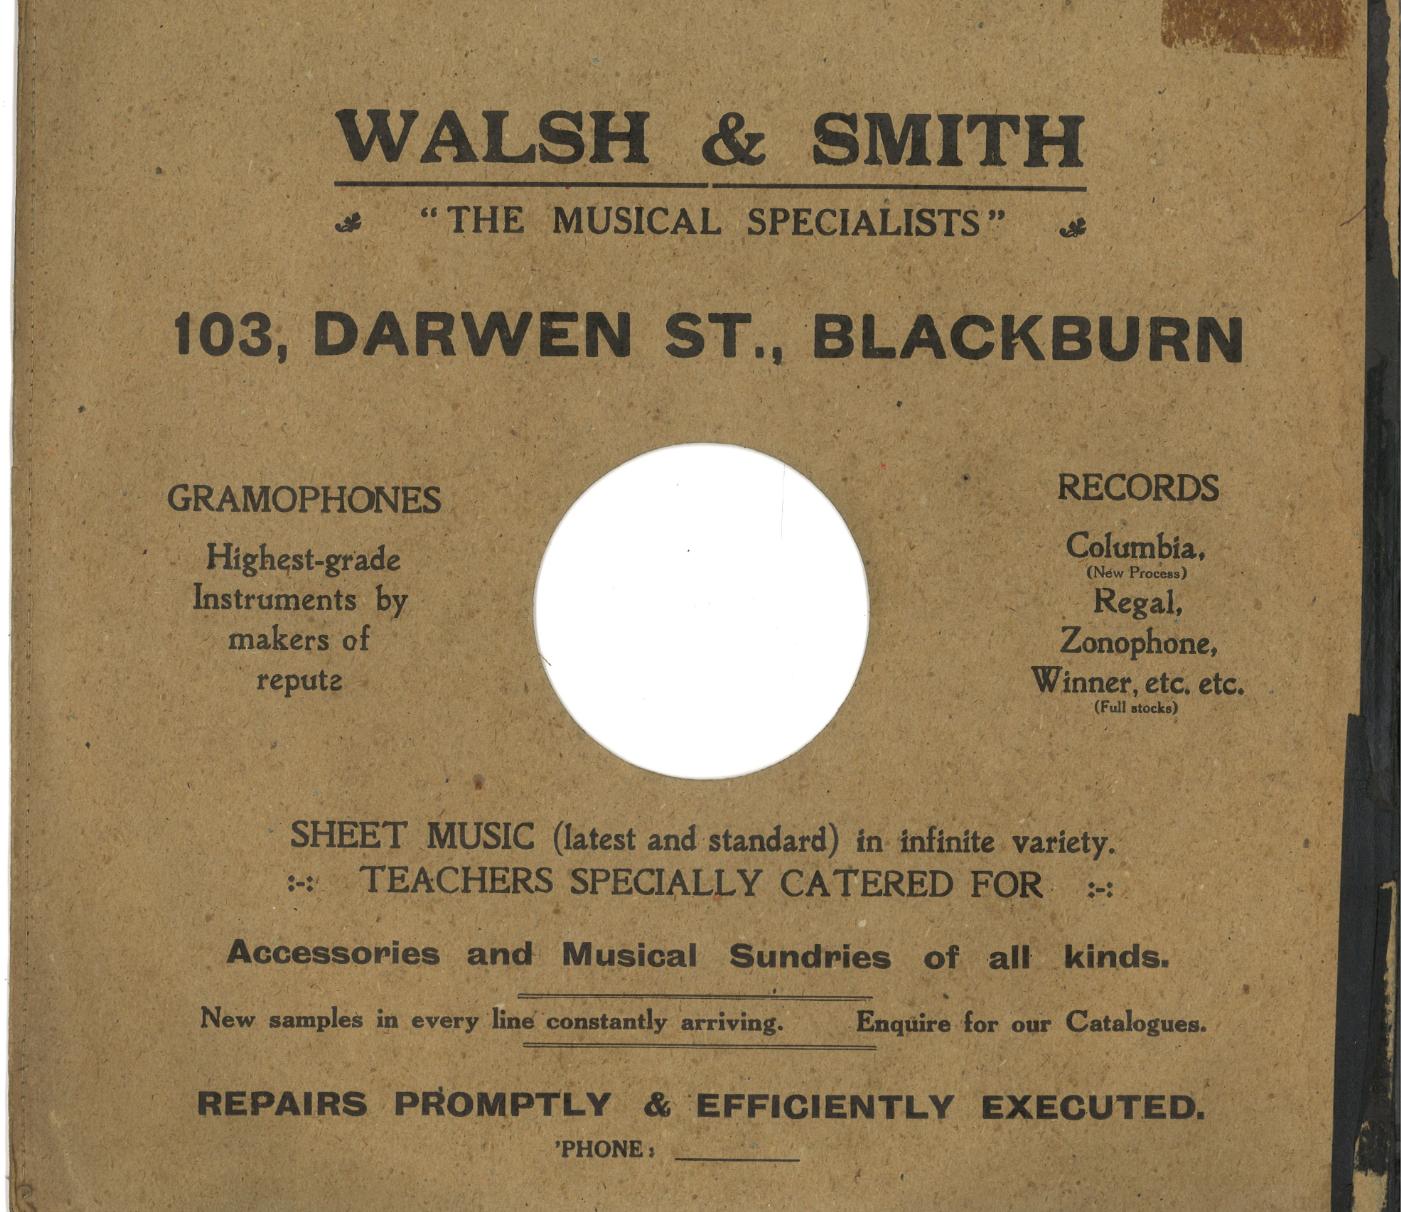 WALSH & SMITH
“THE MUSICAL SPECIALISTS”
103, DARWEN ST., BLACKBURN
GRAMOPHONES
Highest-grade
Instruments by
makers of
repute
RECORDS
Columbia,
(New Process)
Regal,
Zonophone,
Winner, etc. etc.
(Full stocks)
SHEET MUSIC (latest and standard) in infinite variety.
:-: TEACHERS SPECIALLY CATERED FOR :-:
Accessories and Musical Sundries of all kinds.
New samples in every line constantly arriving. Enquire for our Catalogues.
REPAIRS PROMPTLY & EFFICIENTLY EXECUTED.
'PHONE: ________